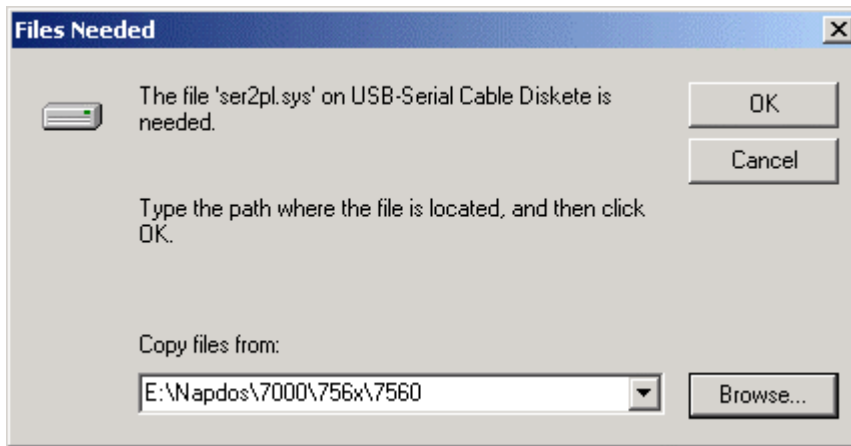 Files Needed
The file 'ser2pl.sys' on USB-Serial Cable Diskete is
needed.
OK
Cancel
Type the path where the file is located, and then click
OK.
Copy files from:
E:\Napdos\7000\756x\7560
Browse...